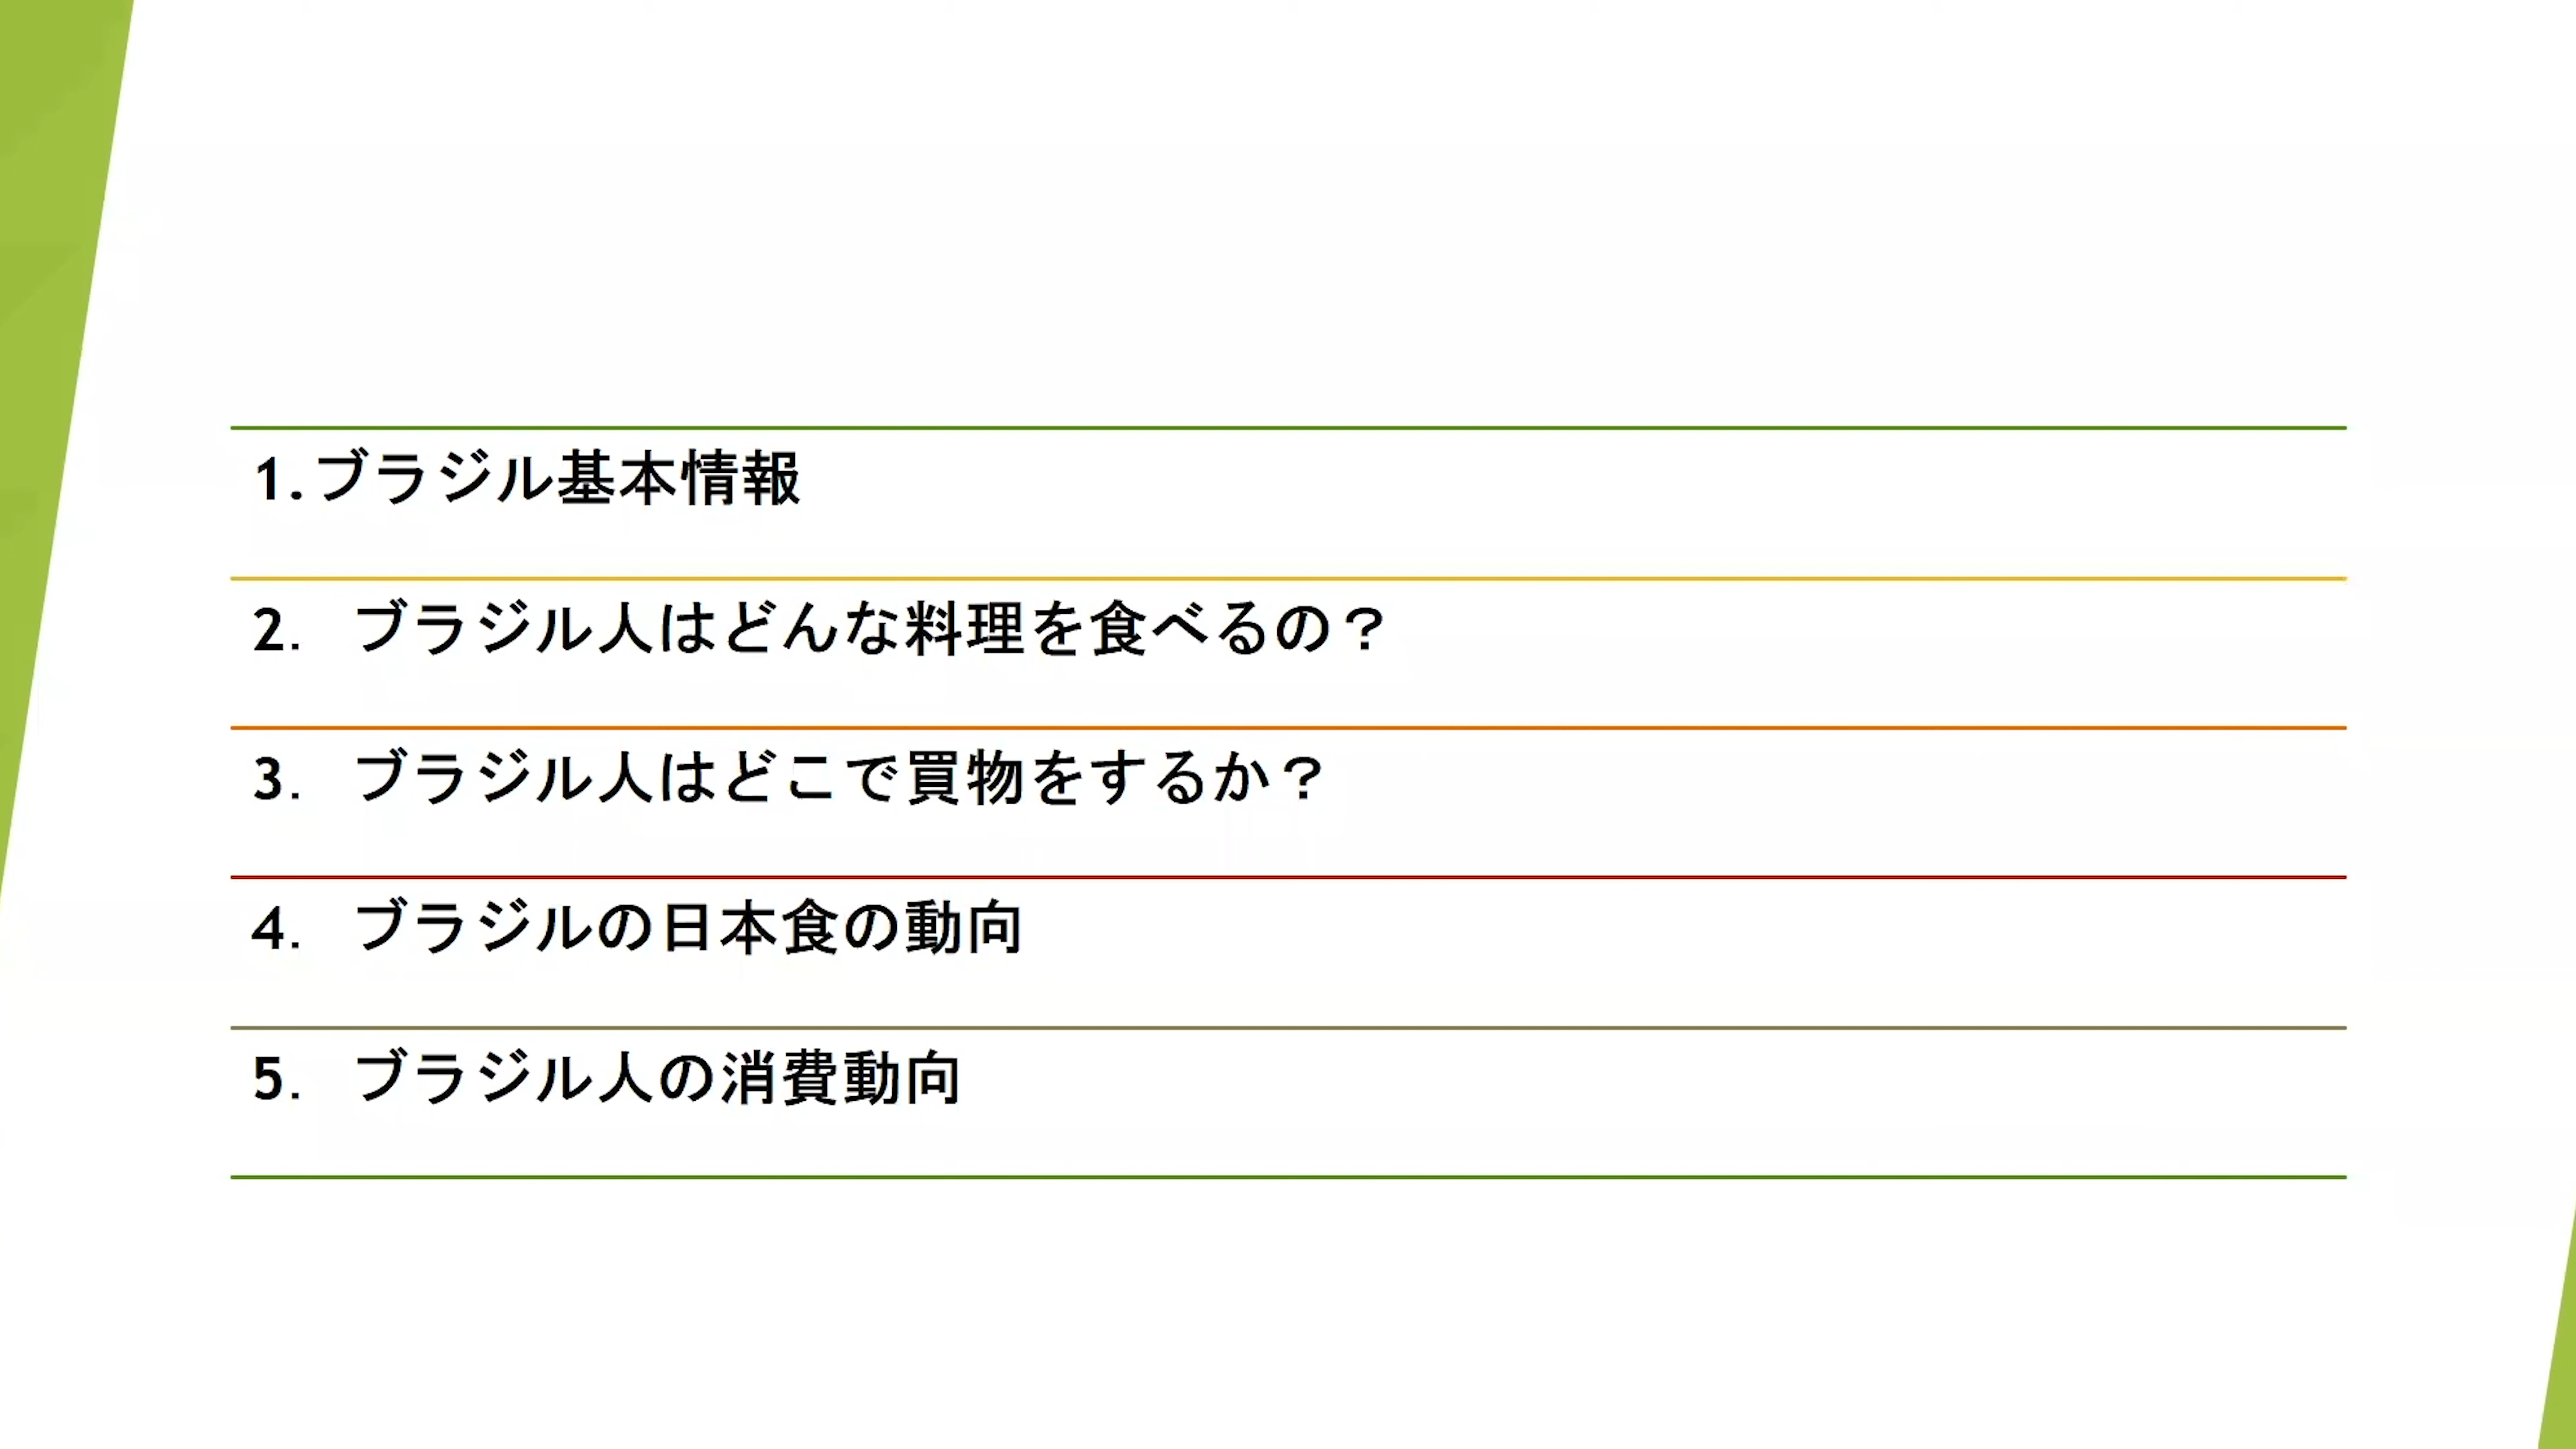 1.ブラジル基本情報
2.　ブラジル人はどんな料理を食べるの？
3.　ブラジル人はどこで買物をするか？
4.　ブラジルの日本食の動向
5.　ブラジル人の消費動向